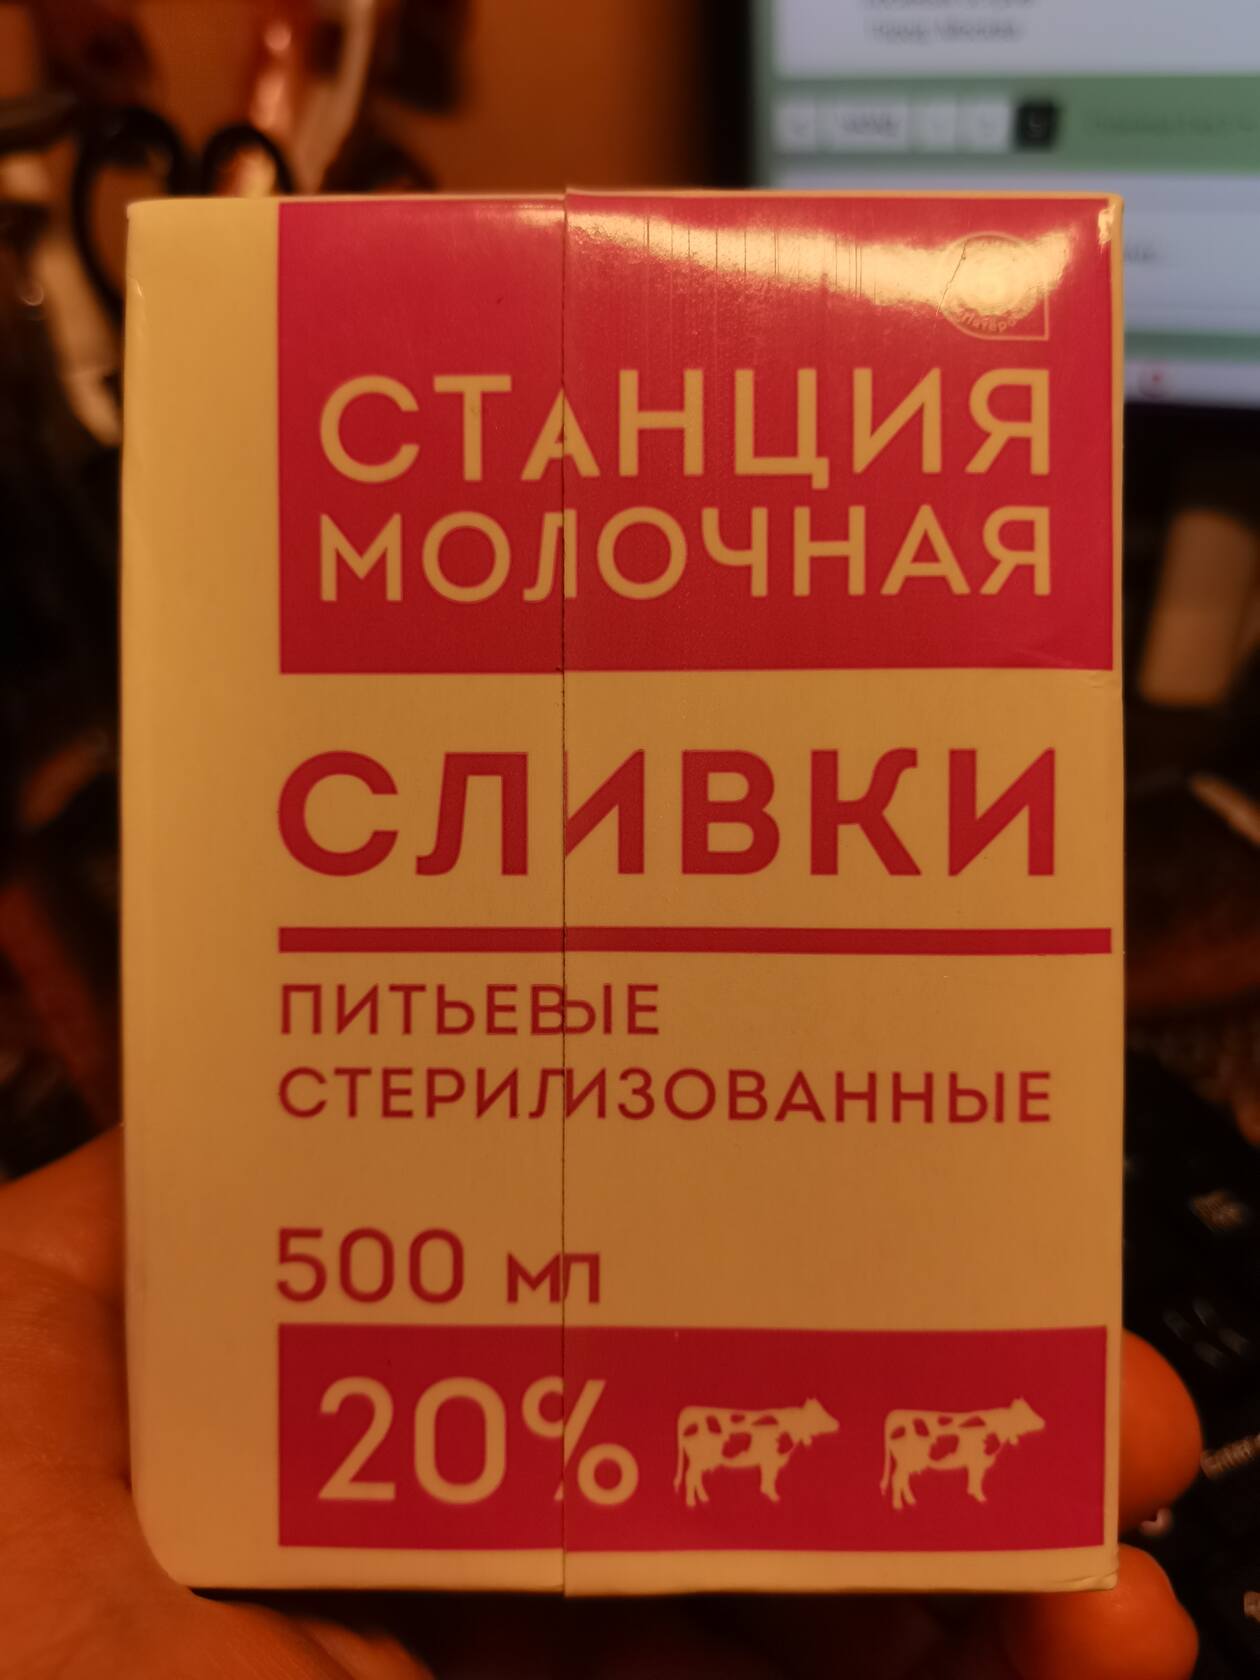 СТАНЦИЯ
МОЛОЧНАЯ
СЛИВКИ
ПИТЬЕВЫЕ
СТЕРИЛИЗОВАННЫЕ
500 мл
20%